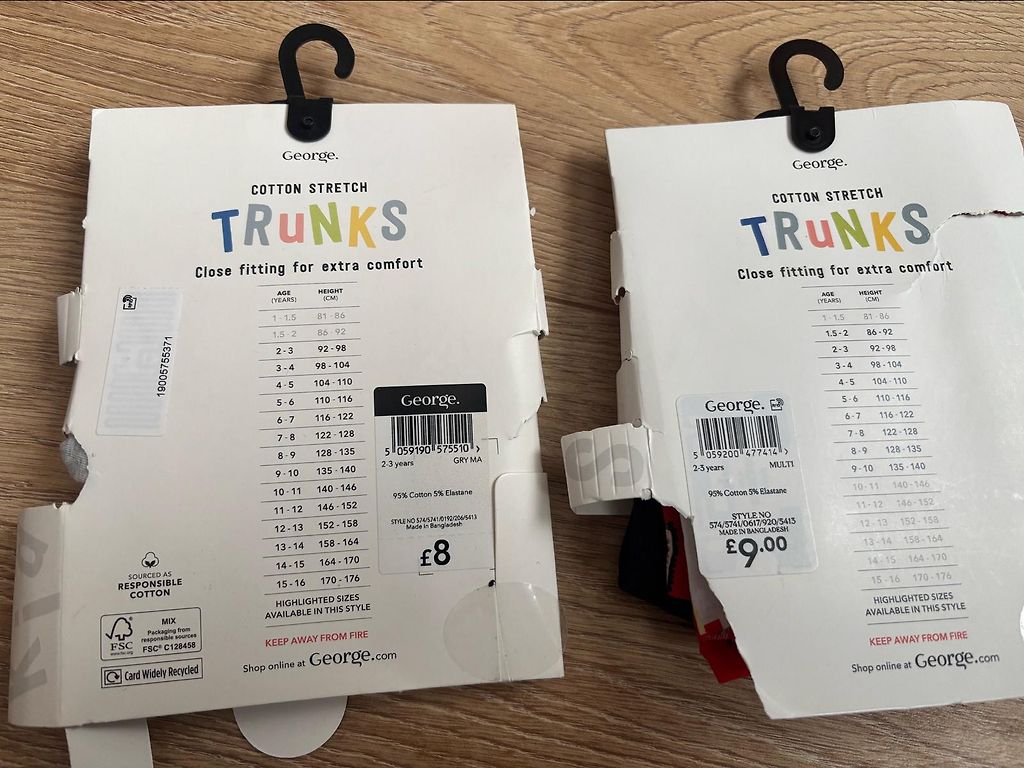 George.
COTTON STRETCH
TRUNKS
Close fitting for extra comfort
AGE (YEARS) HEIGHT (CM)
1 - 1.5 81 - 86
1.5 - 2 86 - 92
2 - 3 92 - 98
3 - 4 98 - 104
4 - 5 104 - 110
5 - 6 110 - 116
6 - 7 116 - 122
7 - 8 122 - 128
8 - 9 128 - 135
9 - 10 135 - 140
10 - 11 140 - 146
11 - 12 146 - 152
12 - 13 152 - 158
13 - 14 158 - 164
14 - 15 164 - 170
15 - 16 170 - 176
HIGHLIGHTED SIZES
AVAILABLE IN THIS STYLE
KEEP AWAY FROM FIRE
Shop online at George.com
19005755371
George.
5 059190 575510 >
2-3 years GRY MA
95% Cotton 5% Elastane
STYLE NO 574/5741/0192/206/5413
Made in Bangladesh
£8
SOURCED AS
RESPONSIBLE
COTTON
FSC
www.fsc.org
MIX
Packaging from
responsible sources
FSC® C128458
Card Widely Recycled
Kid
George.
COTTON STRETCH
TRUNKS
Close fitting for extra comfort
AGE (YEARS) HEIGHT (CM)
1 - 1.5 81 - 86
1.5 - 2 86 - 92
2 - 3 92 - 98
3 - 4 98 - 104
4 - 5 104 - 110
5 - 6 110 - 116
6 - 7 116 - 122
7 - 8 122 - 128
8 - 9 128 - 135
9 - 10 135 - 140
10 - 11 140 - 146
11 - 12 146 - 152
12 - 13 152 - 158
13 - 14 158 - 164
14 - 15 164 - 170
15 - 16 170 - 176
HIGHLIGHTED SIZES
AVAILABLE IN THIS STYLE
KEEP AWAY FROM FIRE
Shop online at George.com
George.
5 059200 477414 >
2-3 years MULTI
95% Cotton 5% Elastane
STYLE NO
574/5741/0617/920/5413
MADE IN BANGLADESH
£9.00
S